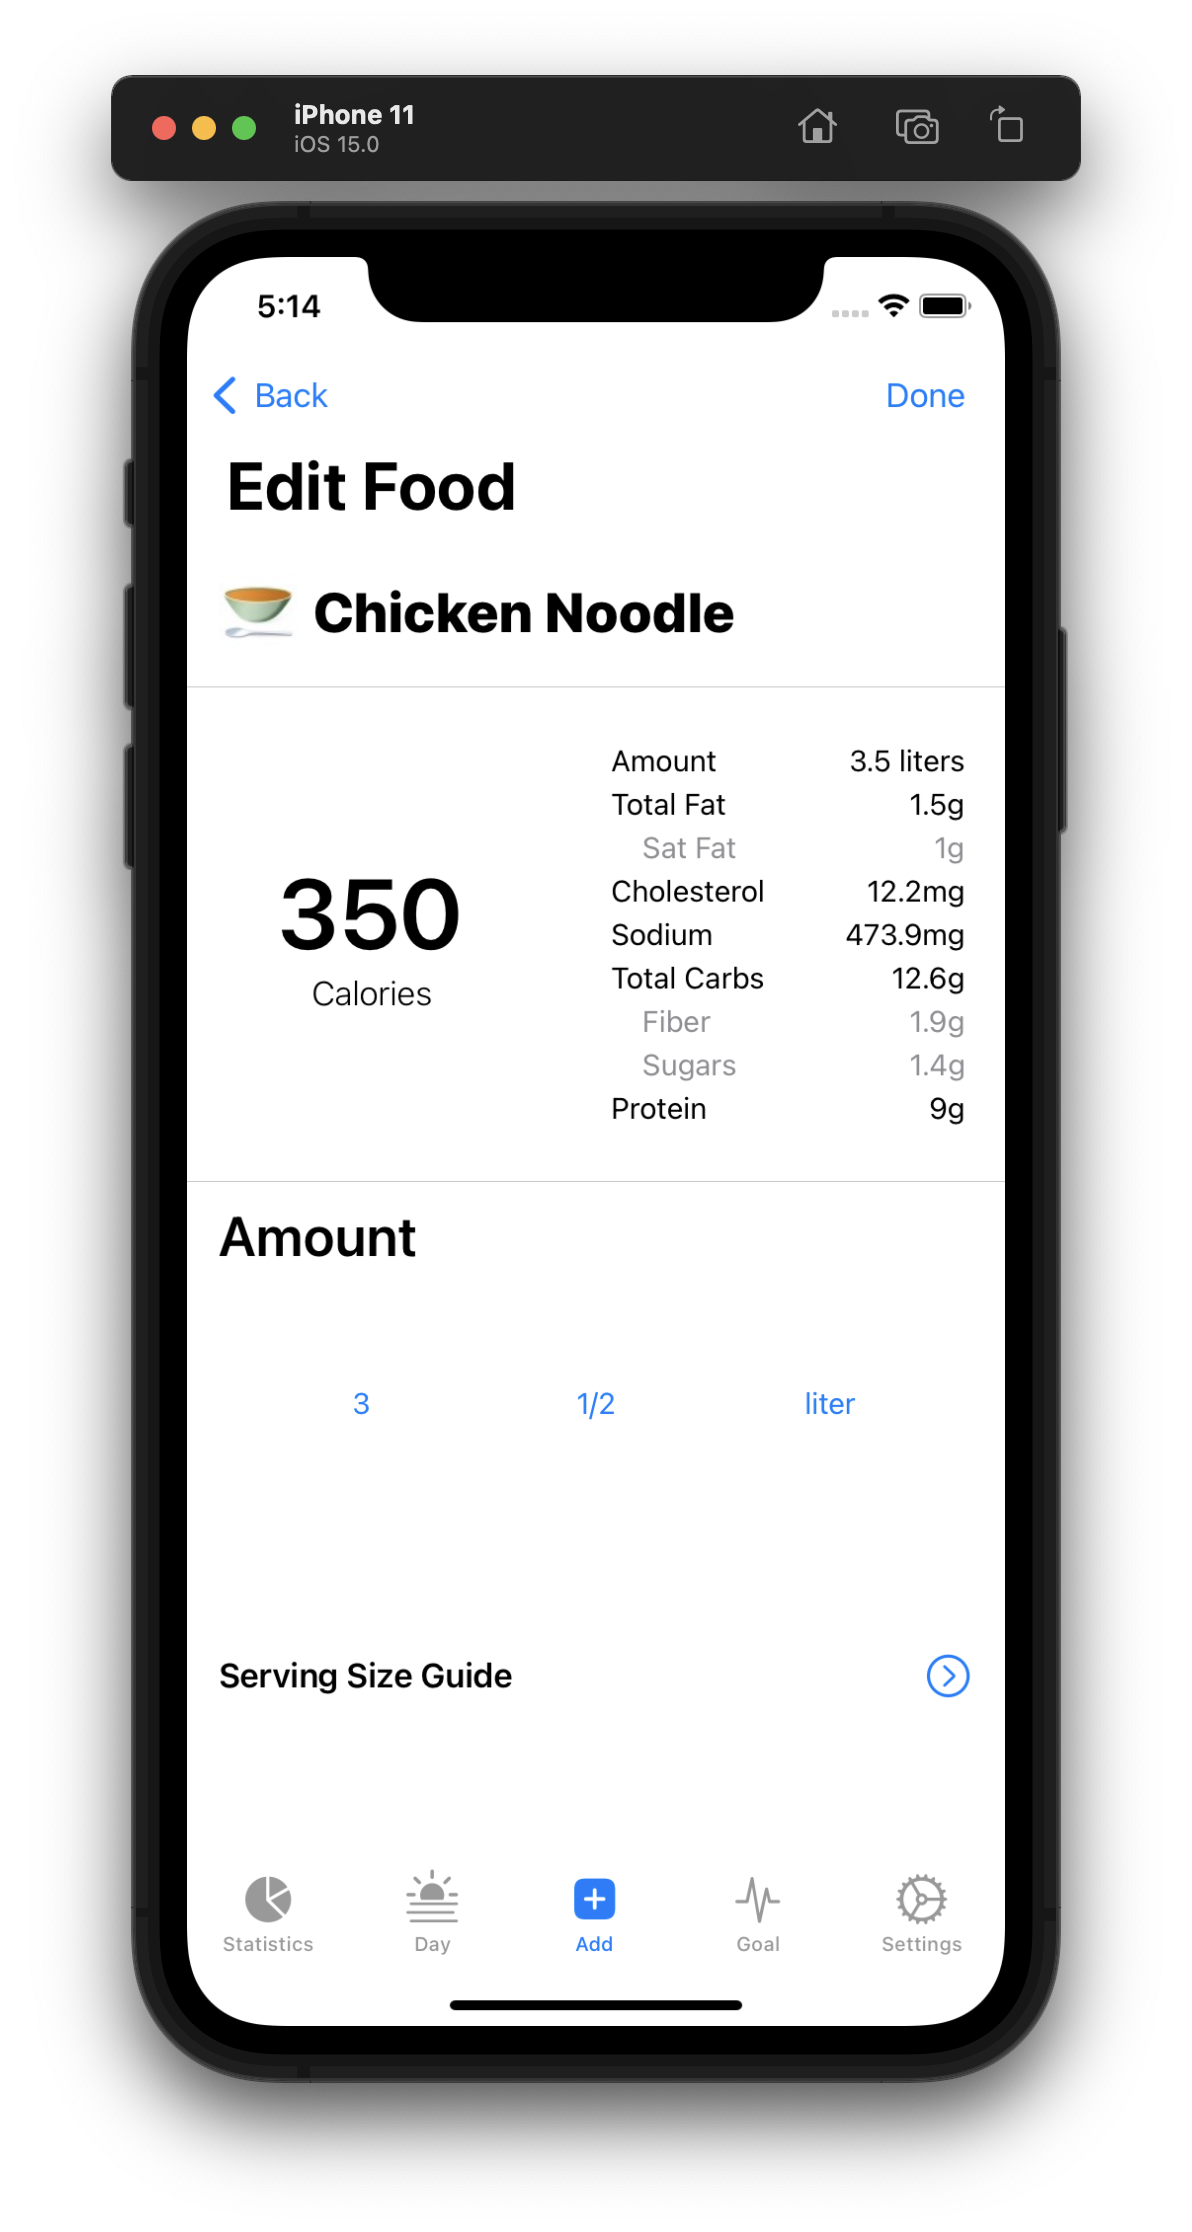 iPhone 11
iOS 15.0
5:14
Back
Done
Edit Food
Chicken Noodle
350
Calories
Amount 3.5 liters
Total Fat 1.5g
Sat Fat 1g
Cholesterol 12.2mg
Sodium 473.9mg
Total Carbs 12.6g
Fiber 1.9g
Sugars 1.4g
Protein 9g
Amount
3 1/2 liter
Serving Size Guide
Statistics Day Add Goal Settings